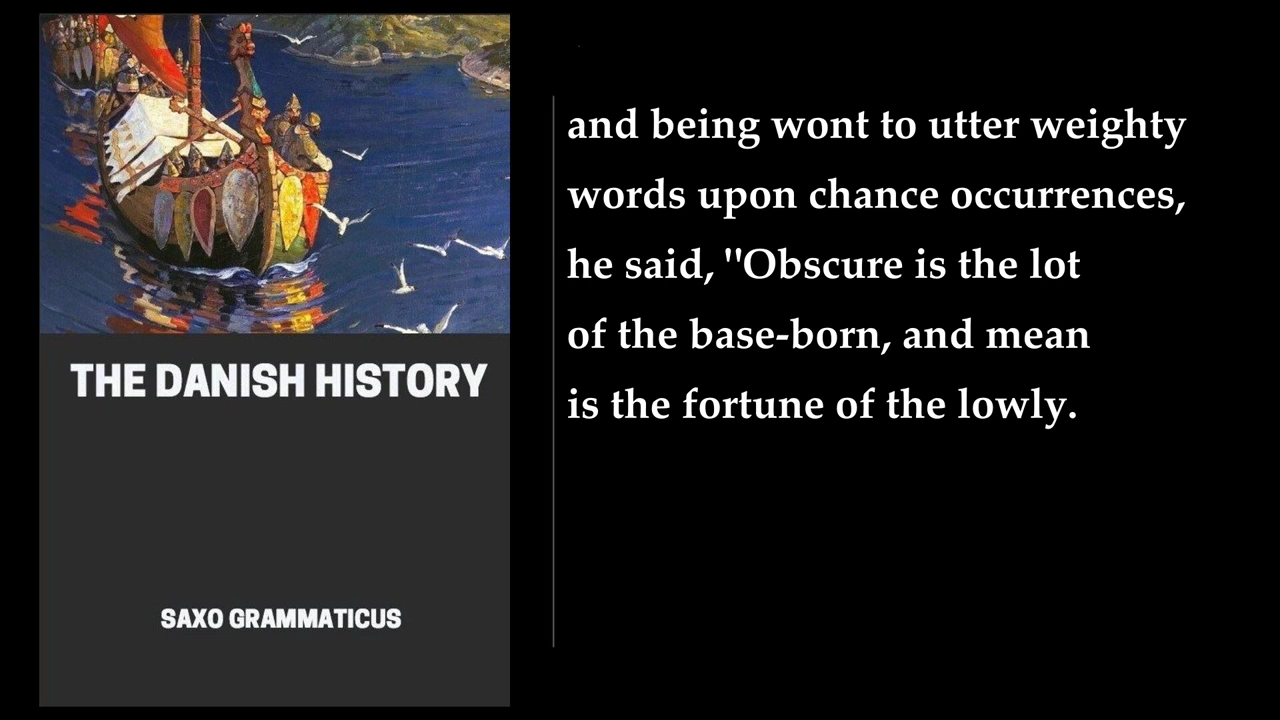 THE DANISH HISTORY
SAXO GRAMMATICUS
and being wont to utter weighty
words upon chance occurrences,
he said, "Obscure is the lot
of the base-born, and mean
is the fortune of the lowly.